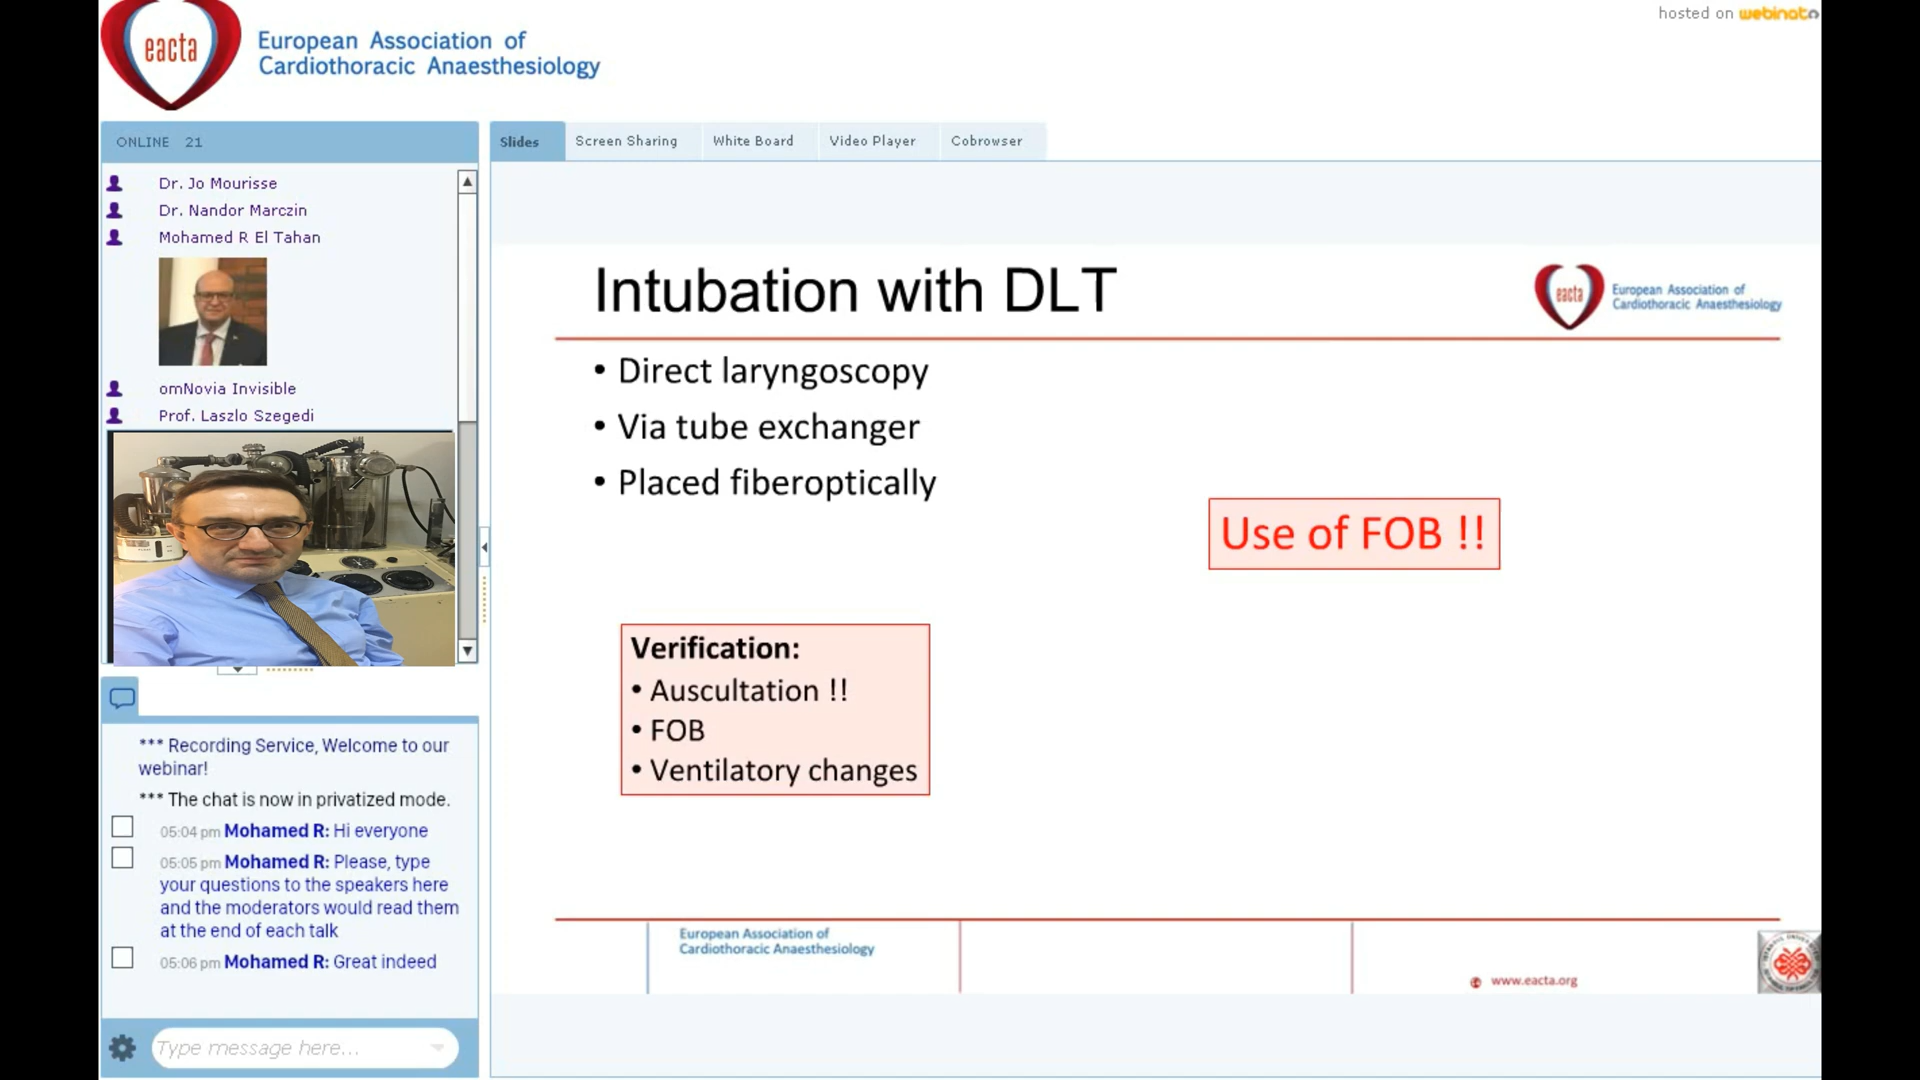 hosted on webinato
eacta
European Association of
Cardiothoracic Anaesthesiology
ONLINE 21
Dr. Jo Mourisse
Dr. Nandor Marczin
Mohamed R El Tahan
omNovia Invisible
Prof. Laszlo Szegedi
*** Recording Service, Welcome to our
webinar!
*** The chat is now in privatized mode.
05:04 pm Mohamed R: Hi everyone
05:05 pm Mohamed R: Please, type
your questions to the speakers here
and the moderators would read them
at the end of each talk
05:06 pm Mohamed R: Great indeed
Type message here...
Slides
Screen Sharing
White Board
Video Player
Cobrowser
Intubation with DLT
eacta
European Association of
Cardiothoracic Anaesthesiology
• Direct laryngoscopy
• Via tube exchanger
• Placed fiberoptically
Use of FOB !!
Verification:
• Auscultation !!
• FOB
• Ventilatory changes
European Association of
Cardiothoracic Anaesthesiology
www.eacta.org